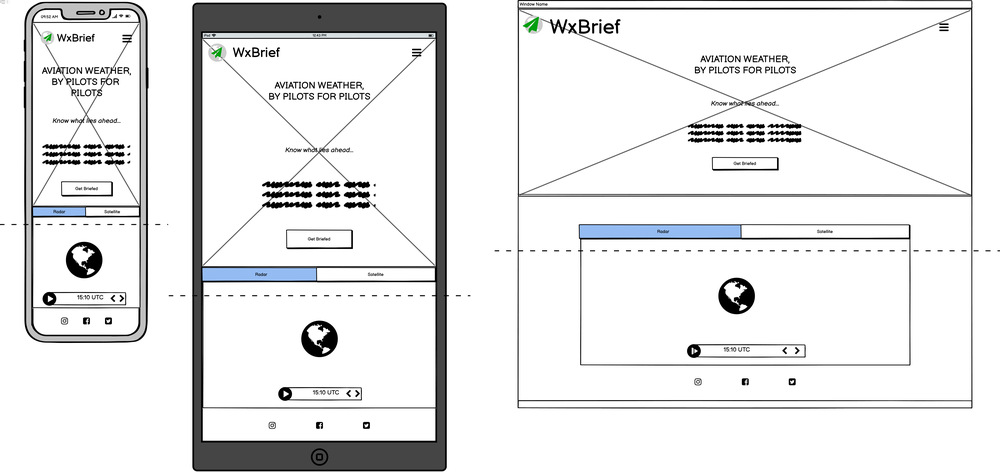 09:52 AM
WxBrief
AVIATION WEATHER,
BY PILOTS FOR
PILOTS
Know what lies ahead...
Get Briefed
Radar
Satellite
15:10 UTC
iPad
12:40 PM
WxBrief
AVIATION WEATHER,
BY PILOTS FOR PILOTS
Know what lies ahead...
Get Briefed
Radar
Satellite
15:10 UTC
Window Name
WxBrief
AVIATION WEATHER,
BY PILOTS FOR PILOTS
Know what lies ahead...
Get Briefed
Radar
Satellite
15:10 UTC